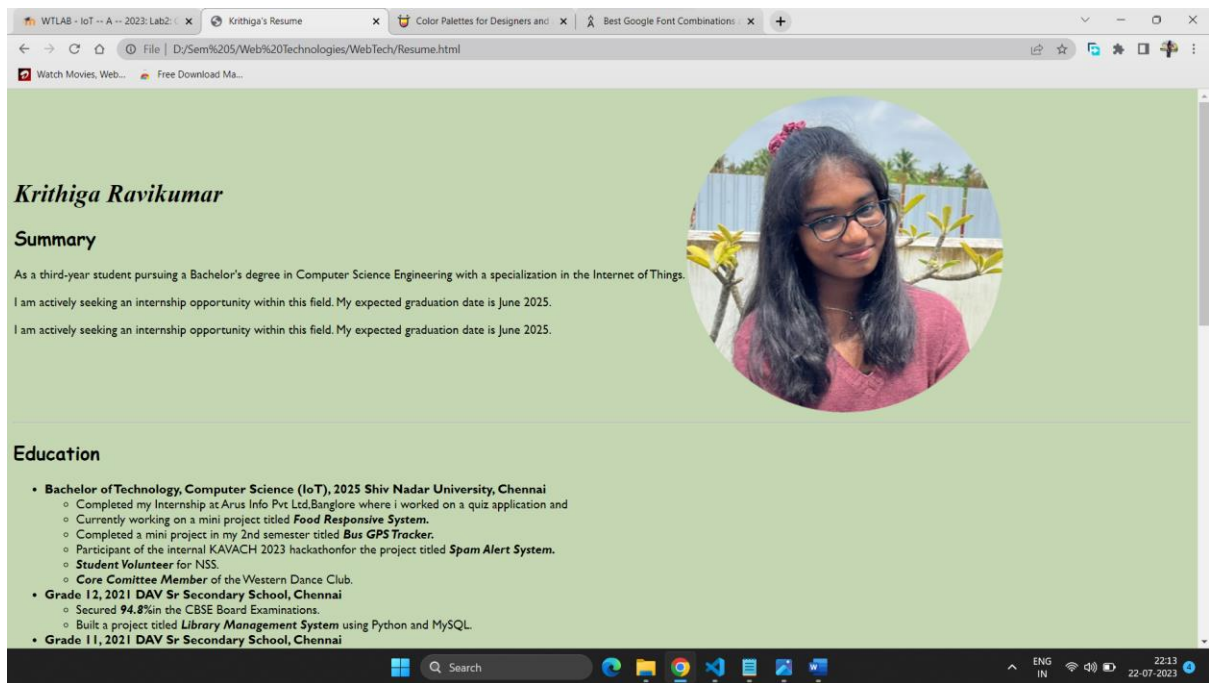 WTLAB - IoT -- A -- 2023: Lab2:
Krithiga's Resume
Color Palettes for Designers and
Best Google Font Combinations
File | D:/Sem%205/Web%20Technologies/WebTech/Resume.html
Watch Movies, Web...
Free Download Ma...
Krithiga Ravikumar
Summary
As a third-year student pursuing a Bachelor's degree in Computer Science Engineering with a specialization in the Internet of Things.
I am actively seeking an internship opportunity within this field. My expected graduation date is June 2025.
I am actively seeking an internship opportunity within this field. My expected graduation date is June 2025.
Education
• Bachelor of Technology, Computer Science (IoT), 2025 Shiv Nadar University, Chennai
◦ Completed my Internship at Arus Info Pvt Ltd,Banglore where i worked on a quiz application and
◦ Currently working on a mini project titled Food Responsive System.
◦ Completed a mini project in my 2nd semester titled Bus GPS Tracker.
◦ Participant of the internal KAVACH 2023 hackathonfor the project titled Spam Alert System.
◦ Student Volunteer for NSS.
◦ Core Comittee Member of the Western Dance Club.
• Grade 12, 2021 DAV Sr Secondary School, Chennai
◦ Secured 94.8%in the CBSE Board Examinations.
◦ Built a project titled Library Management System using Python and MySQL.
• Grade 11, 2021 DAV Sr Secondary School, Chennai
Search
ENG
IN
22:13
22-07-2023
4